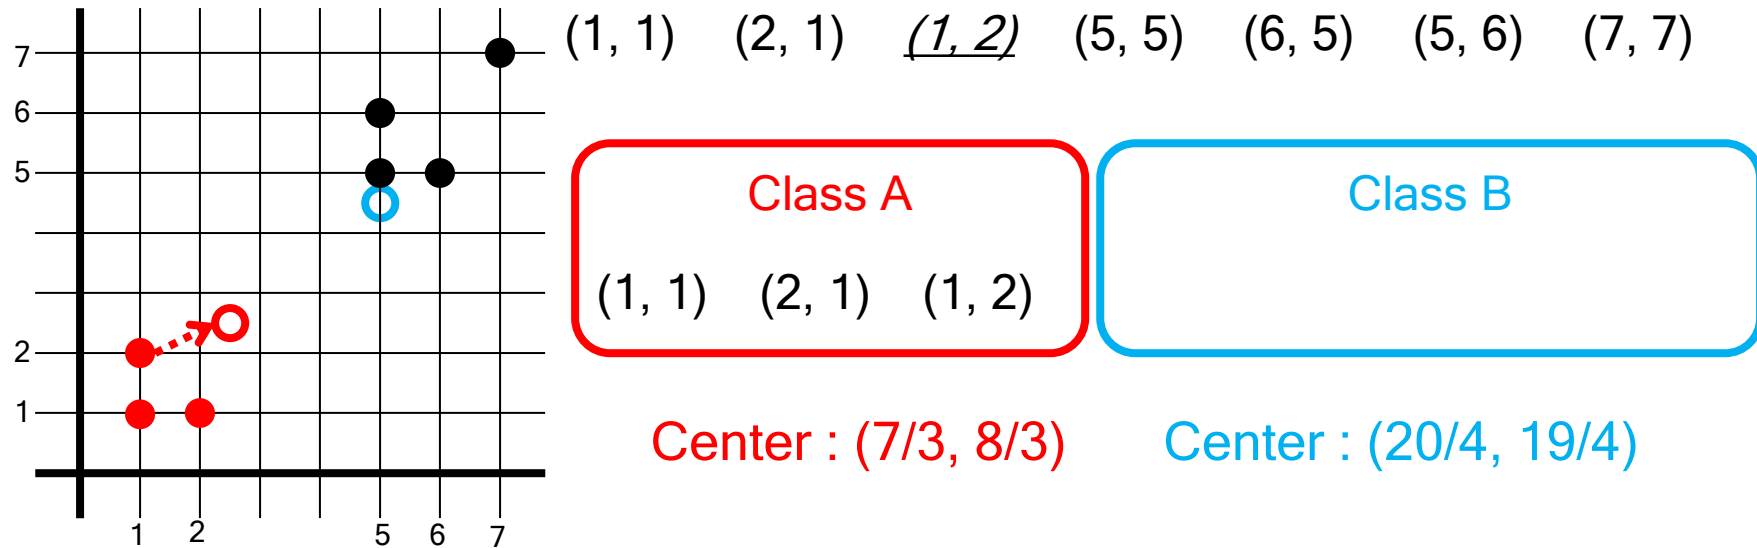 (1, 1) (2, 1) (1, 2) (5, 5) (6, 5) (5, 6) (7, 7)
7
6
5
2
1
1 2 5 6 7
Class A
(1, 1) (2, 1) (1, 2)
Class B
Center : (7/3, 8/3)
Center : (20/4, 19/4)